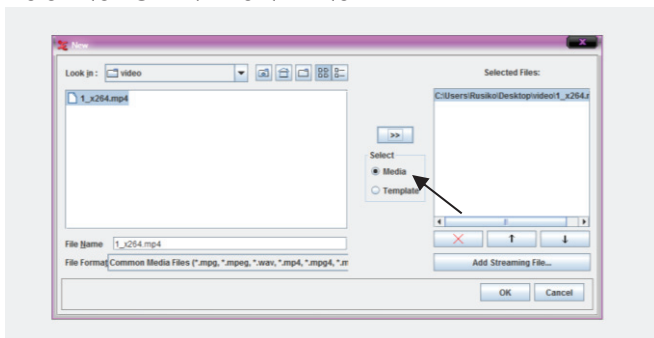 New
Look in : video
Selected Files:
1_x264.mp4
C:\Users\Rusiko\Desktop\video\1_x264.r
>>
Select
Media
Template
File Name 1_x264.mp4
File Format Common Media Files (*.mpg, *.mpeg, *.wav, *.mp4, *.mpg4, *.m
Add Streaming File...
OK Cancel